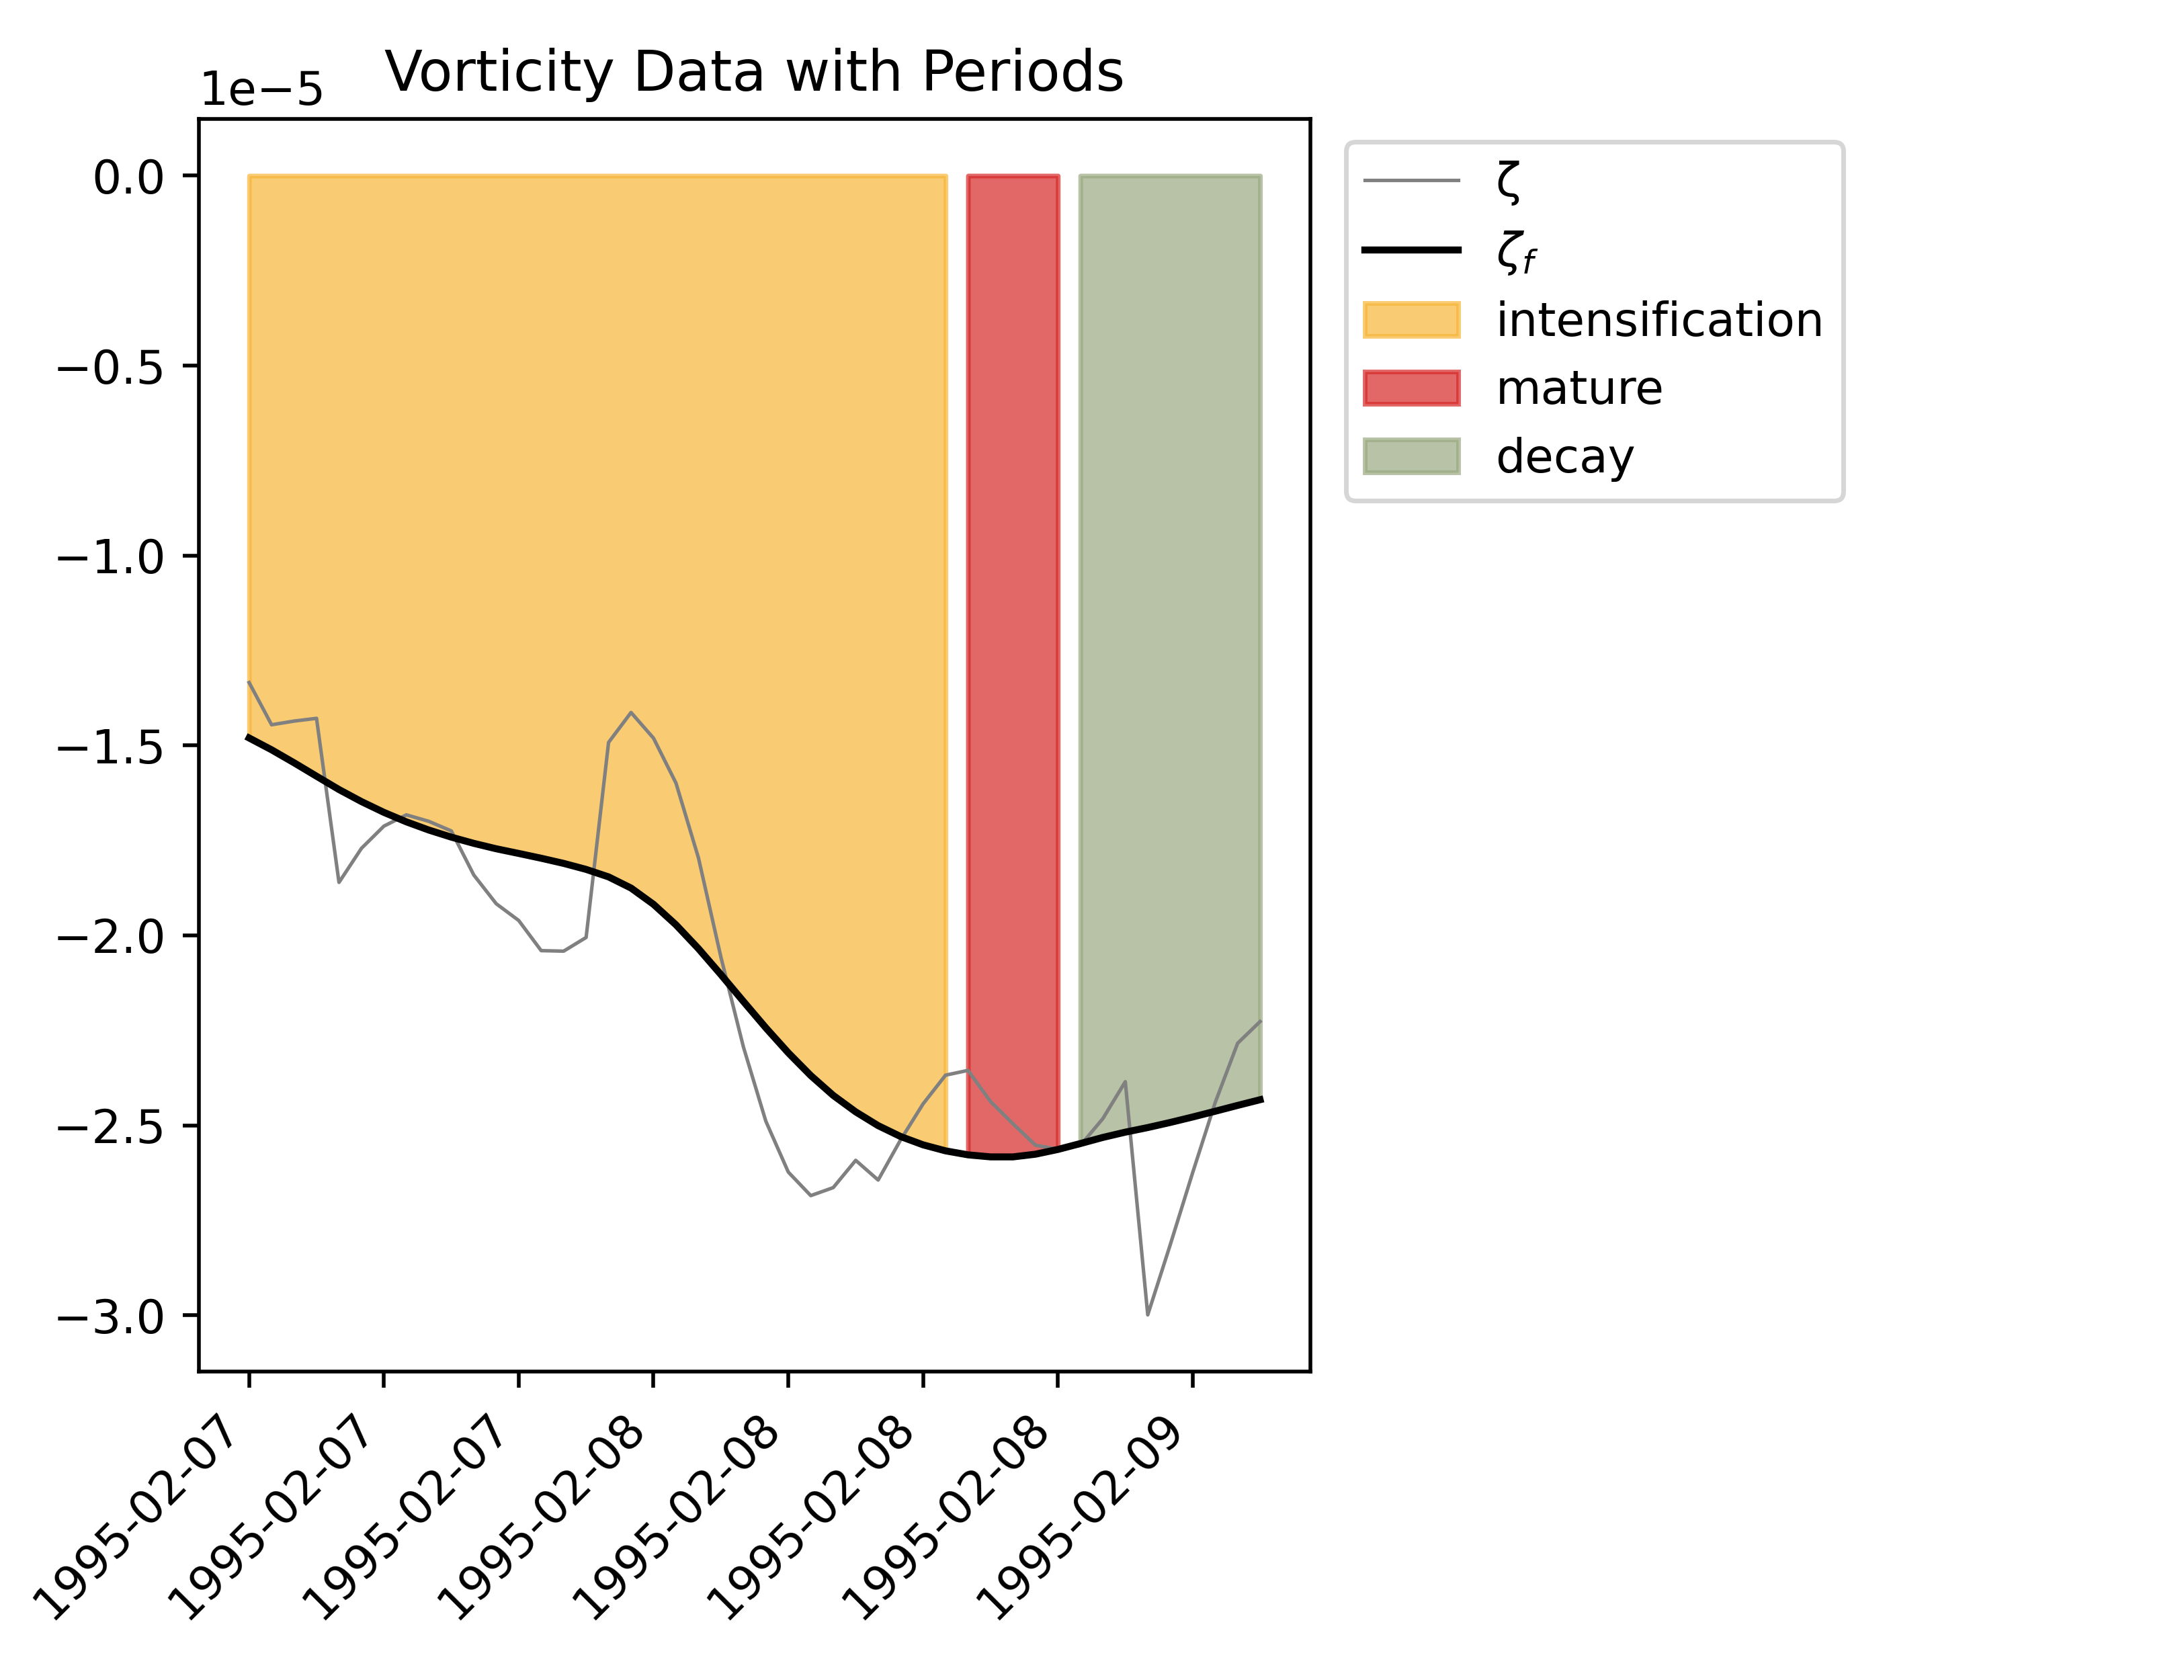 Vorticity Data with Periods
1e−5
0.0
−0.5
−1.0
−1.5
−2.0
−2.5
−3.0
1995-02-07
1995-02-07
1995-02-07
1995-02-08
1995-02-08
1995-02-08
1995-02-08
1995-02-09
ζ
ζf
intensification
mature
decay